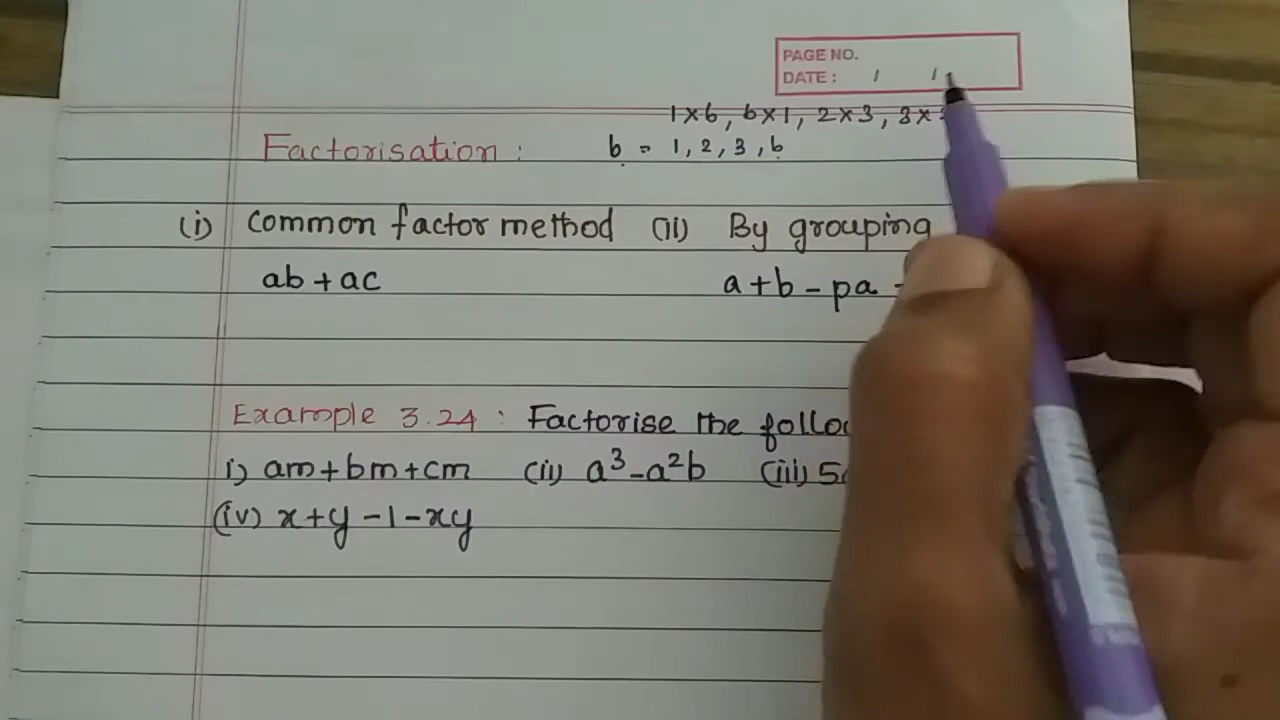 PAGE NO.
DATE : / /
1×6, 6×1, 2×3, 3×
Factorisation : 6 = 1, 2, 3, 6
(i) common factor method (ii) By grouping
ab + ac a + b - pa
Example 3.24 : Factorise the
i) am + bm + cm (ii) a³ - a²b (iii) 5
(iv) x + y - 1 - xy